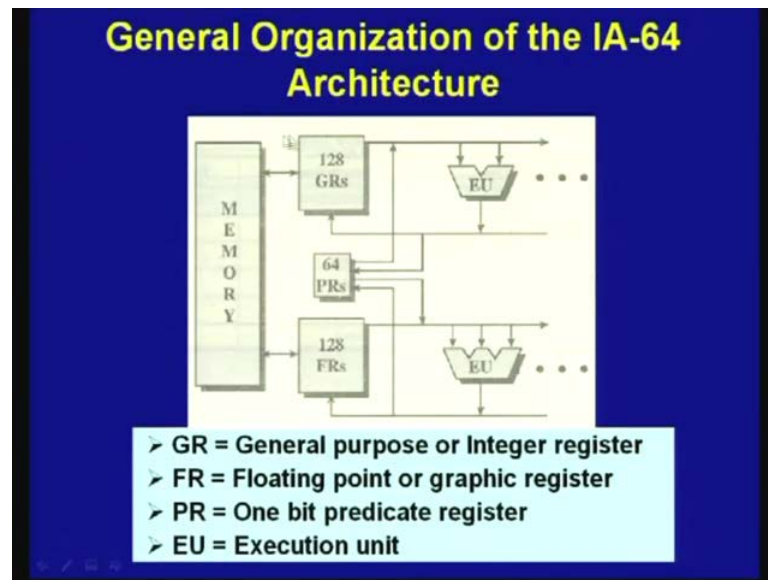 General Organization of the IA-64
Architecture
128
GRs
EU
M
E
M
O
R
Y
64
PRs
128
FRs
EU
➢ GR = General purpose or Integer register
➢ FR = Floating point or graphic register
➢ PR = One bit predicate register
➢ EU = Execution unit